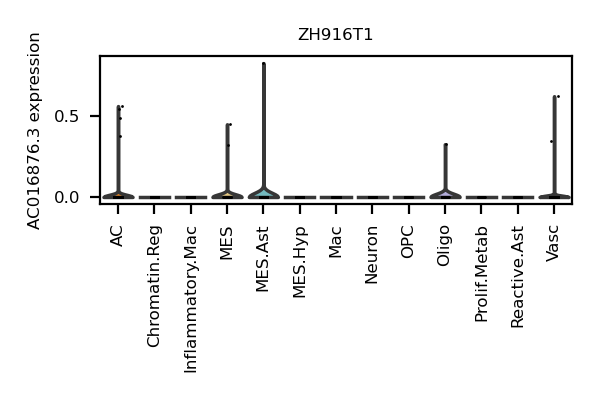 ZH916T1
AC016876.3 expression
0.5
0.0
AC
Chromatin.Reg
Inflammatory.Mac
MES
MES.Ast
MES.Hyp
Mac
Neuron
OPC
Oligo
Prolif.Metab
Reactive.Ast
Vasc